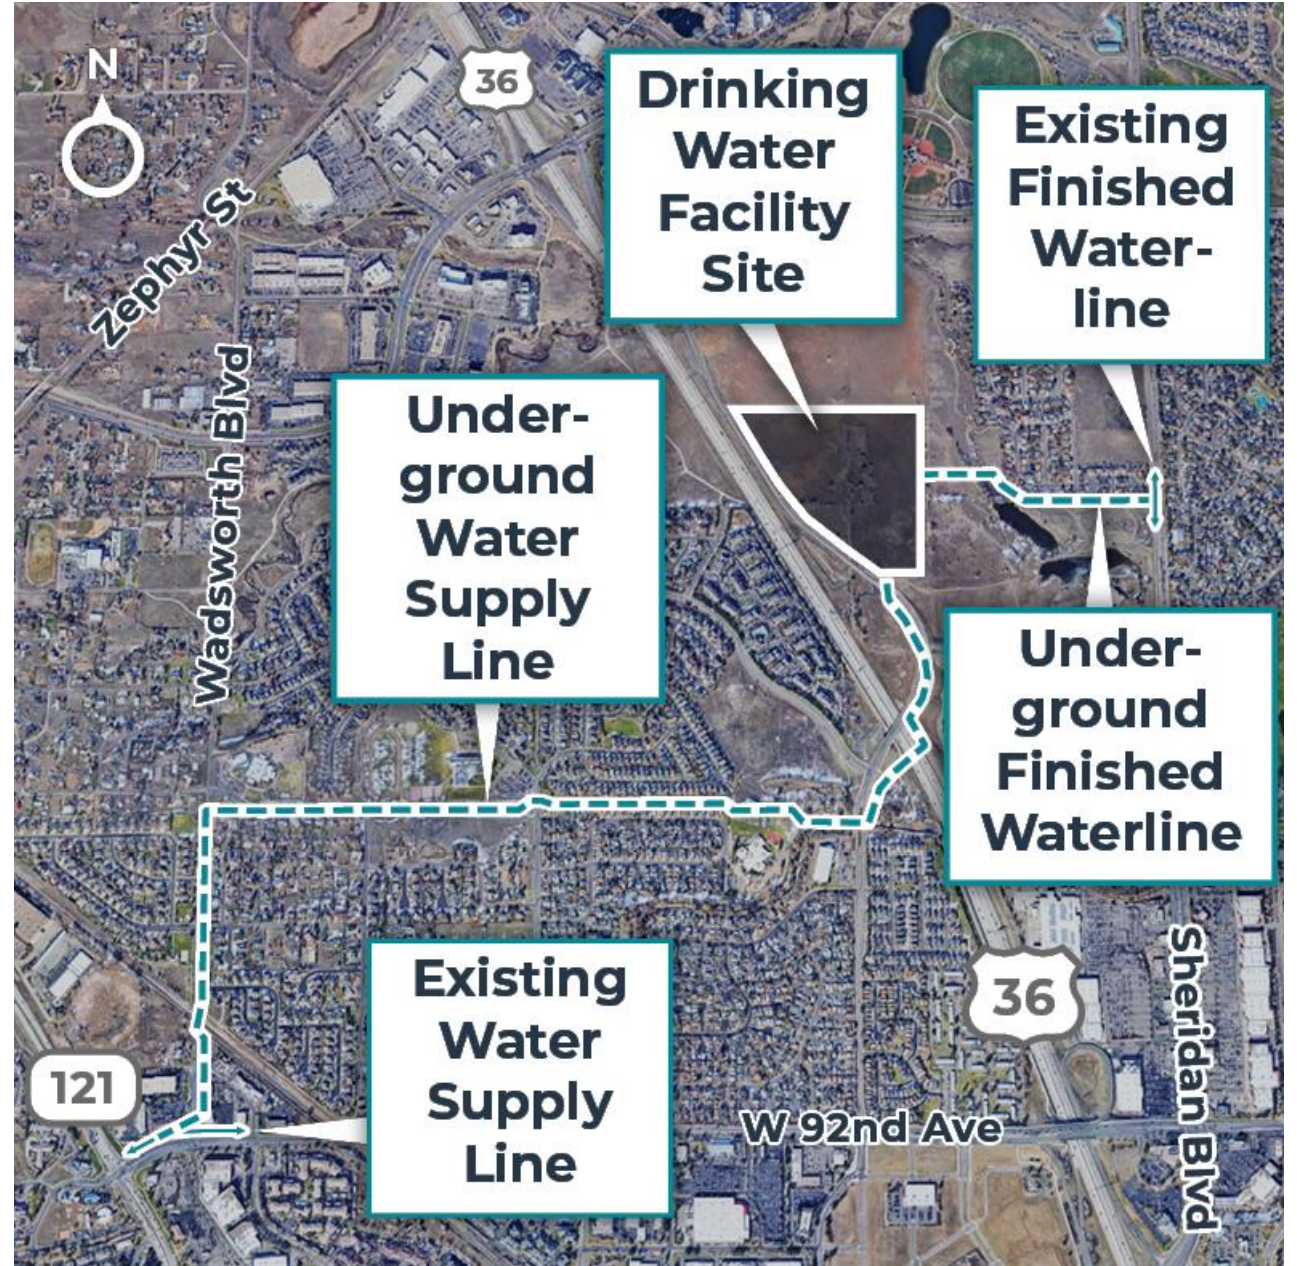 N
36
Drinking
Water
Facility
Site
Existing
Finished
Water-
line
Zephyr St
Wadsworth Blvd
Under-
ground
Water
Supply
Line
Under-
ground
Finished
Waterline
Existing
Water
Supply
Line
36
121
W 92nd Ave
Sheridan Blvd